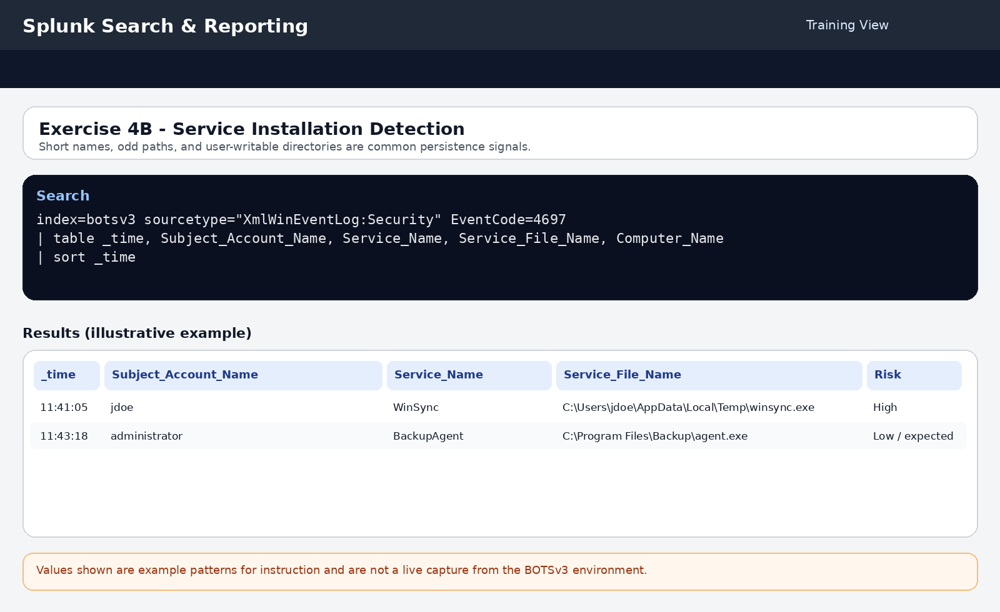 Splunk Search & Reporting
Training View
Exercise 4B - Service Installation Detection
Short names, odd paths, and user-writable directories are common persistence signals.
Search
index=botsv3 sourcetype="XmlWinEventLog:Security" EventCode=4697
| table _time, Subject_Account_Name, Service_Name, Service_File_Name, Computer_Name
| sort _time
Results (illustrative example)
_time Subject_Account_Name Service_Name Service_File_Name Risk
11:41:05 jdoe WinSync C:\Users\jdoe\AppData\Local\Temp\winsync.exe High
11:43:18 administrator BackupAgent C:\Program Files\Backup\agent.exe Low / expected
Values shown are example patterns for instruction and are not a live capture from the BOTSv3 environment.